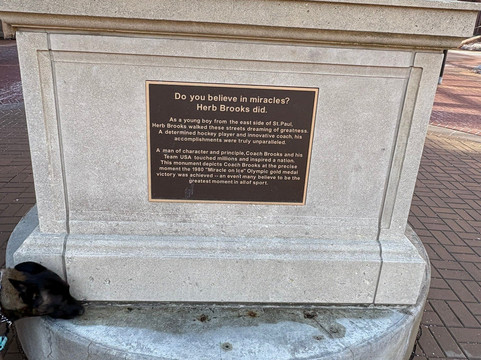 Do you believe in miracles?
Herb Brooks did.
As a young boy from the east side of St.Paul,
Herb Brooks walked these streets dreaming of greatness.
A determined hockey player and innovative coach, his
accomplishments were truly unparalleled.
A man of character and principle,Coach Brooks and his
Team USA touched millions and inspired a nation.
This monument depicts Coach Brooks at the precise
moment the 1980 "Miracle on Ice" Olympic gold medal
victory was achieved -- an event many believe to be the
greatest moment in all of sport.